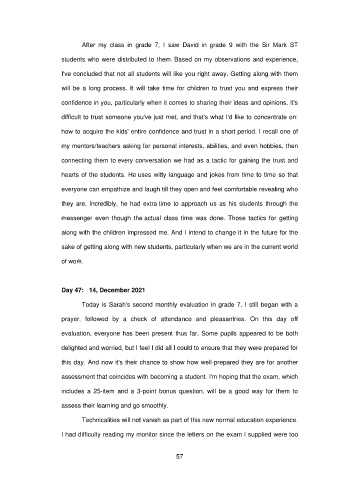 After my class in grade 7, I saw David in grade 9 with the Sir Mark ST
students who were distributed to them. Based on my observations and experience,
I've concluded that not all students will like you right away. Getting along with them
will be a long process. It will take time for children to trust you and express their
confidence in you, particularly when it comes to sharing their ideas and opinions. It's
difficult to trust someone you've just met, and that's what I'd like to concentrate on:
how to acquire the kids' entire confidence and trust in a short period. I recall one of
my mentors/teachers asking for personal interests, abilities, and even hobbies, then
connecting them to every conversation we had as a tactic for gaining the trust and
hearts of the students. He uses witty language and jokes from time to time so that
everyone can empathize and laugh till they open and feel comfortable revealing who
they are. Incredibly, he had extra time to approach us as his students through the
messenger even though the actual class time was done. Those tactics for getting
along with the children impressed me. And I intend to change it in the future for the
sake of getting along with new students, particularly when we are in the current world
of work.
Day 47: 14, December 2021
Today is Sarah's second monthly evaluation in grade 7. I still began with a
prayer, followed by a check of attendance and pleasantries. On this day off
evaluation, everyone has been present thus far. Some pupils appeared to be both
delighted and worried, but I feel I did all I could to ensure that they were prepared for
this day. And now it's their chance to show how well-prepared they are for another
assessment that coincides with becoming a student. I'm hoping that the exam, which
includes a 25-item and a 3-point bonus question, will be a good way for them to
assess their learning and go smoothly.
Technicalities will not vanish as part of this new normal education experience.
I had difficulty reading my monitor since the letters on the exam I supplied were too
57